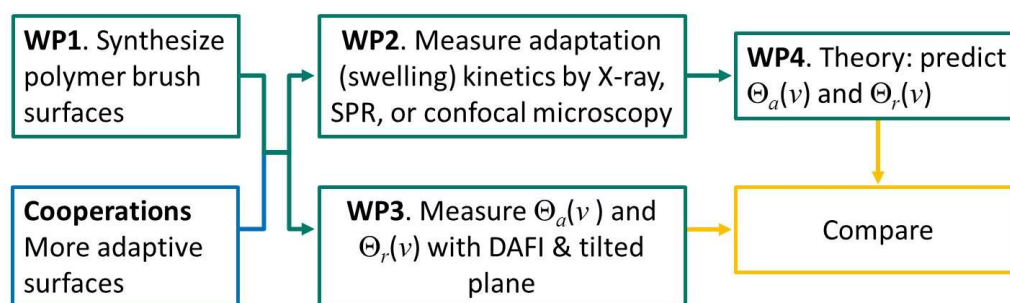 WP1. Synthesize
polymer brush
surfaces
WP2. Measure adaptation
(swelling) kinetics by X-ray,
SPR, or confocal microscopy
WP4. Theory: predict
Θa(v) and Θr(v)
Cooperations
More adaptive
surfaces
WP3. Measure Θa(v ) and
Θr(v) with DAFI & tilted
plane
Compare